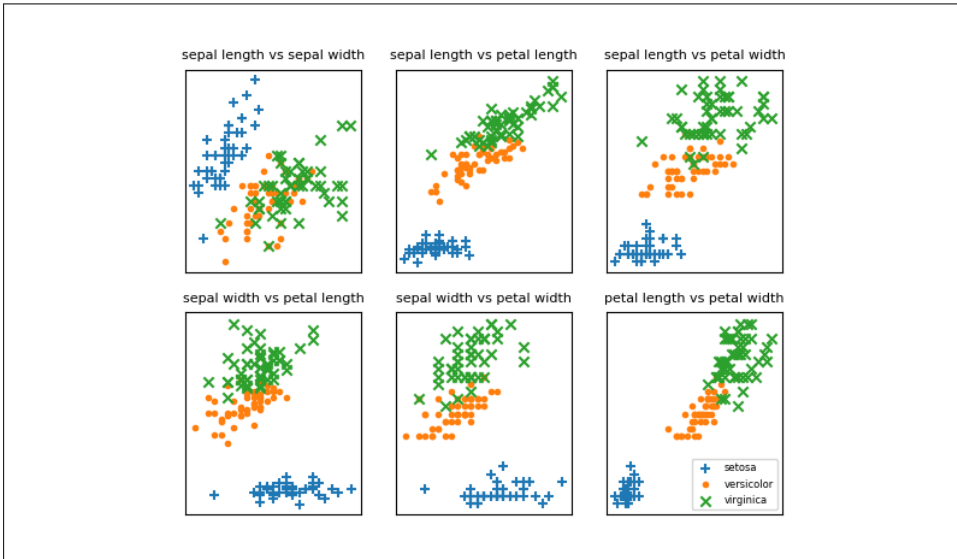 sepal length vs sepal width
sepal length vs petal length
sepal length vs petal width
sepal width vs petal length
sepal width vs petal width
petal length vs petal width
setosa
versicolor
virginica